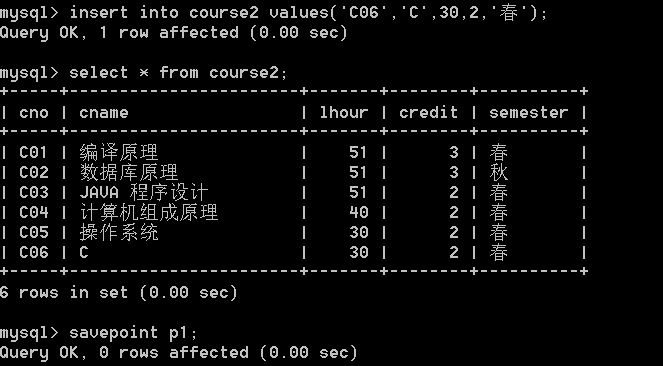 mysql> insert into course2 values('C06','C',30,2,'春');
Query OK, 1 row affected (0.00 sec)
mysql> select * from course2;
+-----+------------------------+-------+--------+----------+
| cno | cname | lhour | credit | semester |
+-----+------------------------+-------+--------+----------+
| C01 | 编译原理 | 51 | 3 | 春 |
| C02 | 数据库原理 | 51 | 3 | 秋 |
| C03 | JAVA 程序设计 | 51 | 2 | 春 |
| C04 | 计算机组成原理 | 40 | 2 | 春 |
| C05 | 操作系统 | 30 | 2 | 春 |
| C06 | C | 30 | 2 | 春 |
+-----+------------------------+-------+--------+----------+
6 rows in set (0.00 sec)
mysql> savepoint p1;
Query OK, 0 rows affected (0.00 sec)